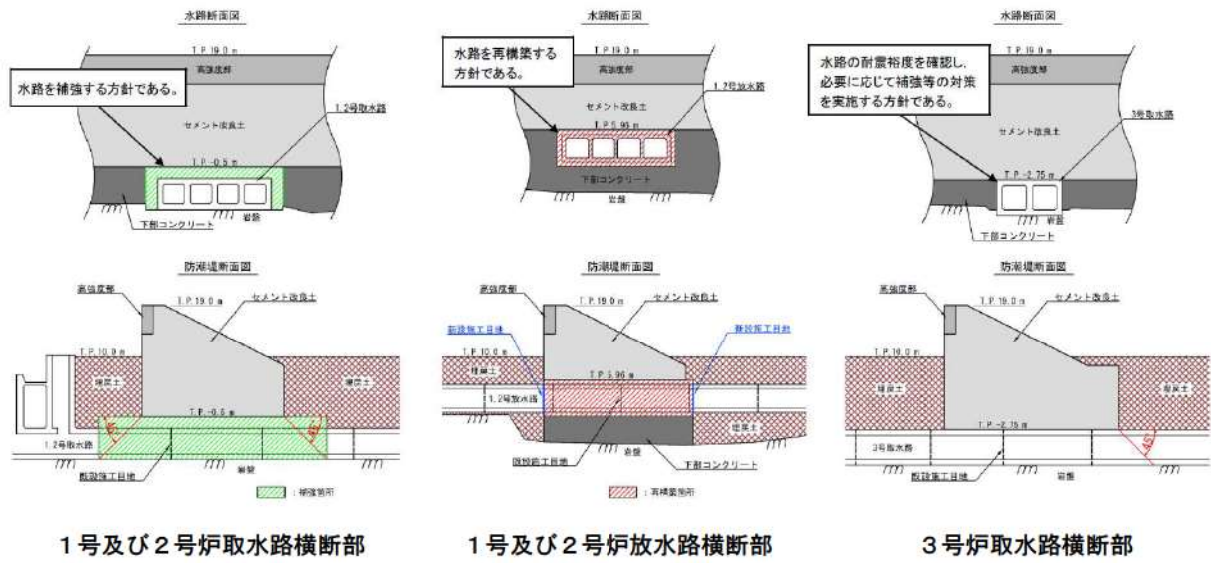 水路断面図
T.P.19.0 m
高強度部
水路を補強する方針である。
1,2号取水路
セメント改良土
T.P.-0.5 m
岩盤
下部コンクリート
防潮堤断面図
高強度部
T.P.19.0 m
セメント改良土
T.P.10.0 m
埋戻土
埋戻土
T.P.-0.5 m
45°
45°
1,2号取水路
岩盤
既設施工目地
:補強箇所
1号及び2号炉取水路横断部
水路断面図
水路を再構築する
方針である。
T.P.19.0 m
高強度部
1,2号放水路
セメント改良土
T.P.5.96 m
下部コンクリート
岩盤
防潮堤断面図
高強度部
T.P.19.0 m
セメント改良土
新設施工目地
新設施工目地
T.P.10.0 m
埋戻土
T.P.5.96 m
1,2号放水路
埋戻土
岩盤
既設施工目地
下部コンクリート
:再構築箇所
1号及び2号炉放水路横断部
水路断面図
水路の耐震裕度を確認し、
必要に応じて補強等の対策
を実施する方針である。
T.P.19.0 m
高強度部
3号取水路
セメント改良土
T.P.-2.75 m
岩盤
下部コンクリート
防潮堤断面図
高強度部
T.P.19.0 m
セメント改良土
T.P.10.0 m
埋戻土
埋戻土
T.P.-2.75 m
45°
3号取水路
既設施工目地
岩盤
3号炉取水路横断部